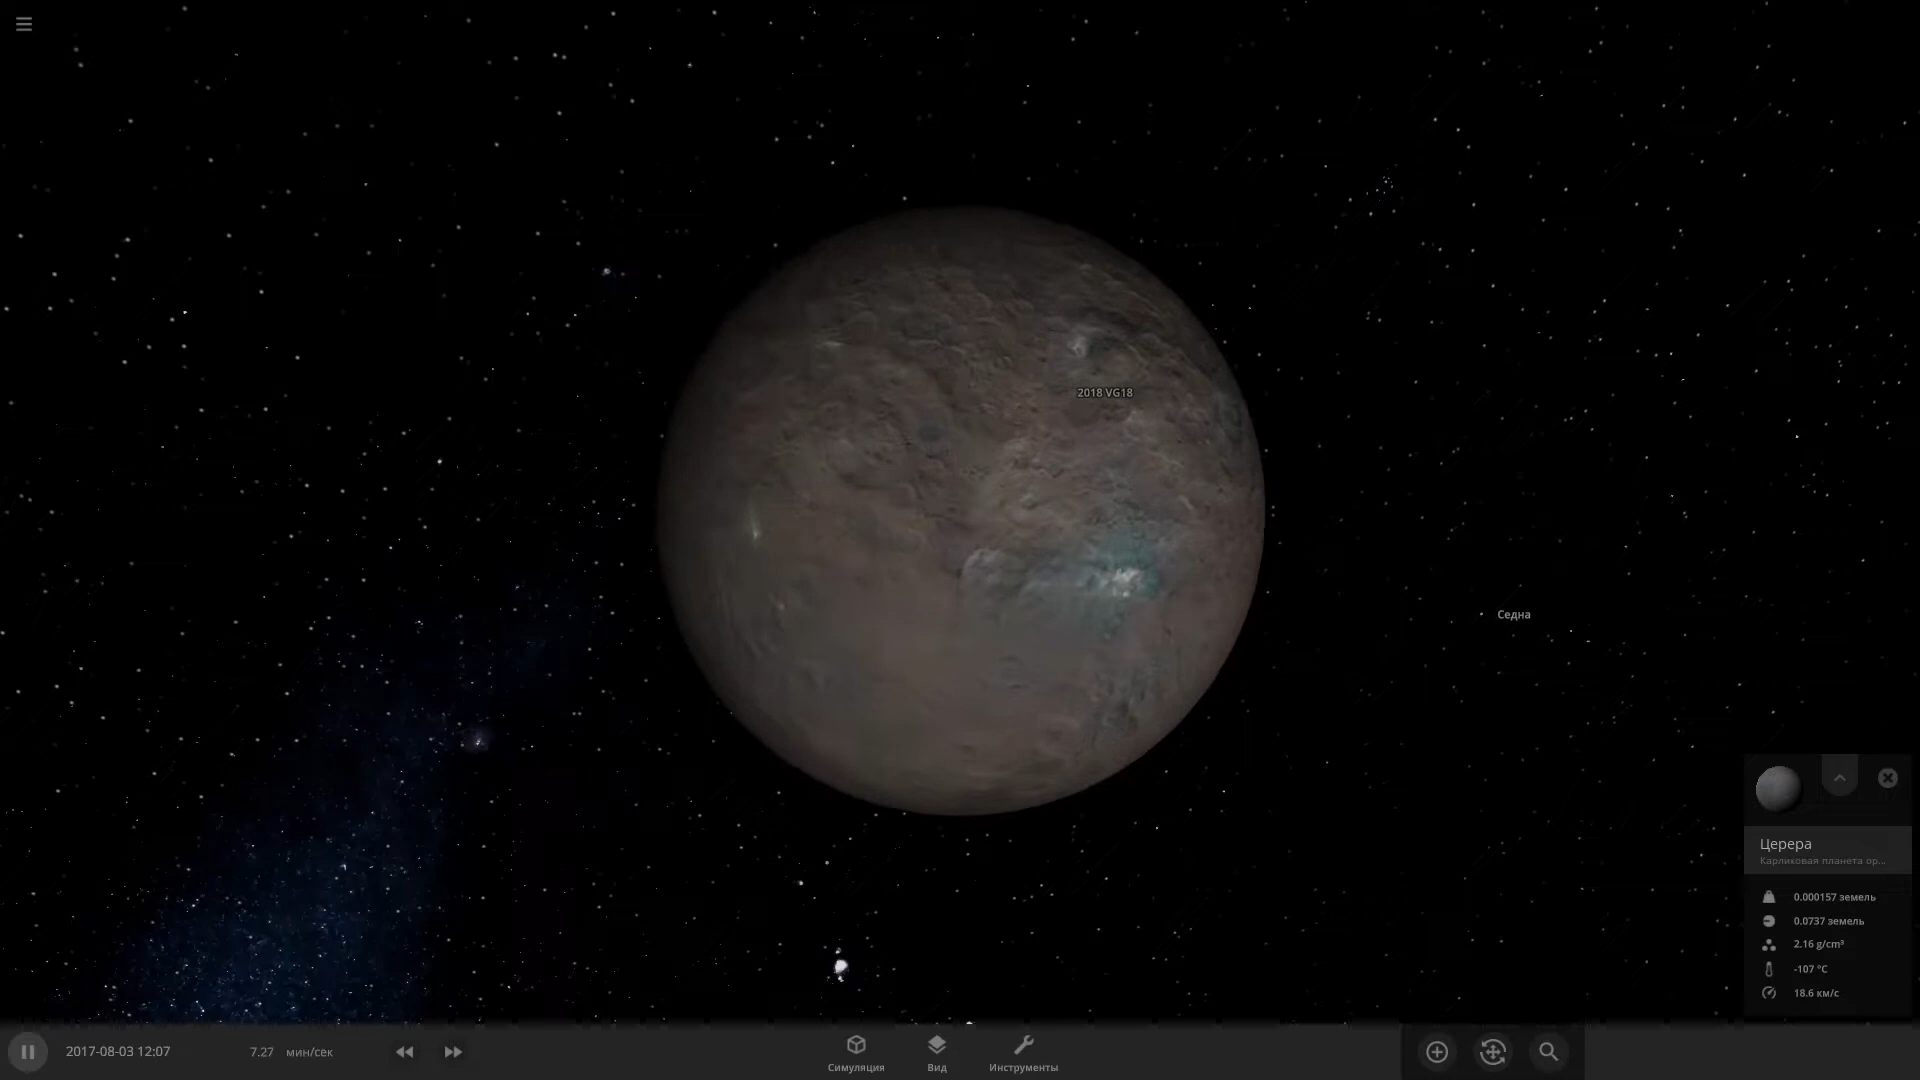 2018 VG18
Седна
Церера
Карликовая планета ор...
0.000157 земель
0.0737 земель
2.16 g/cm³
-107 °C
18.6 км/с
2017-08-03 12:07
7.27 мин/сек
Симуляция
Вид
Инструменты